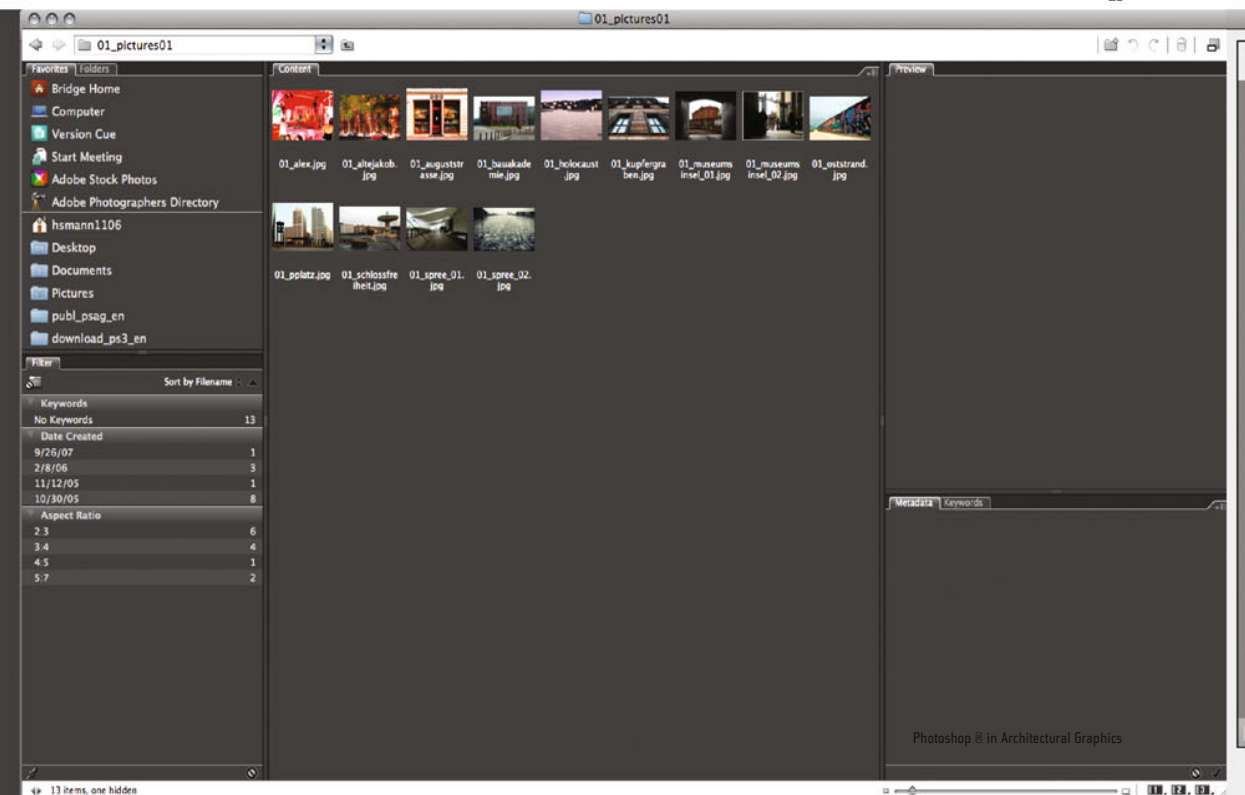 01_pictures01
01_pictures01
Favorites Folders
Bridge Home
Computer
Version Cue
Start Meeting
Adobe Stock Photos
Adobe Photographers Directory
hsmann1106
Desktop
Documents
Pictures
publ_psag_en
download_ps3_en
Filter
Sort by Filename
Keywords
No Keywords 13
Date Created
9/26/07 1
2/8/06 3
11/12/05 1
10/30/05 8
Aspect Ratio
2:3 6
3:4 4
4:5 1
5:7 2
Content
01_alex.jpg 01_altejakob. 01_auguststr 01_bauakade 01_holocaust 01_kupfergra 01_museums 01_museums 01_oststrand.
jpg asse.jpg mie.jpg .jpg ben.jpg insel_01.jpg insel_02.jpg jpg
01_pplatz.jpg 01_schlossfre 01_spree_01. 01_spree_02.
iheit.jpg jpg jpg
Preview
Metadata Keywords
Photoshop ® in Architectural Graphics
13 items, one hidden
1 2 3